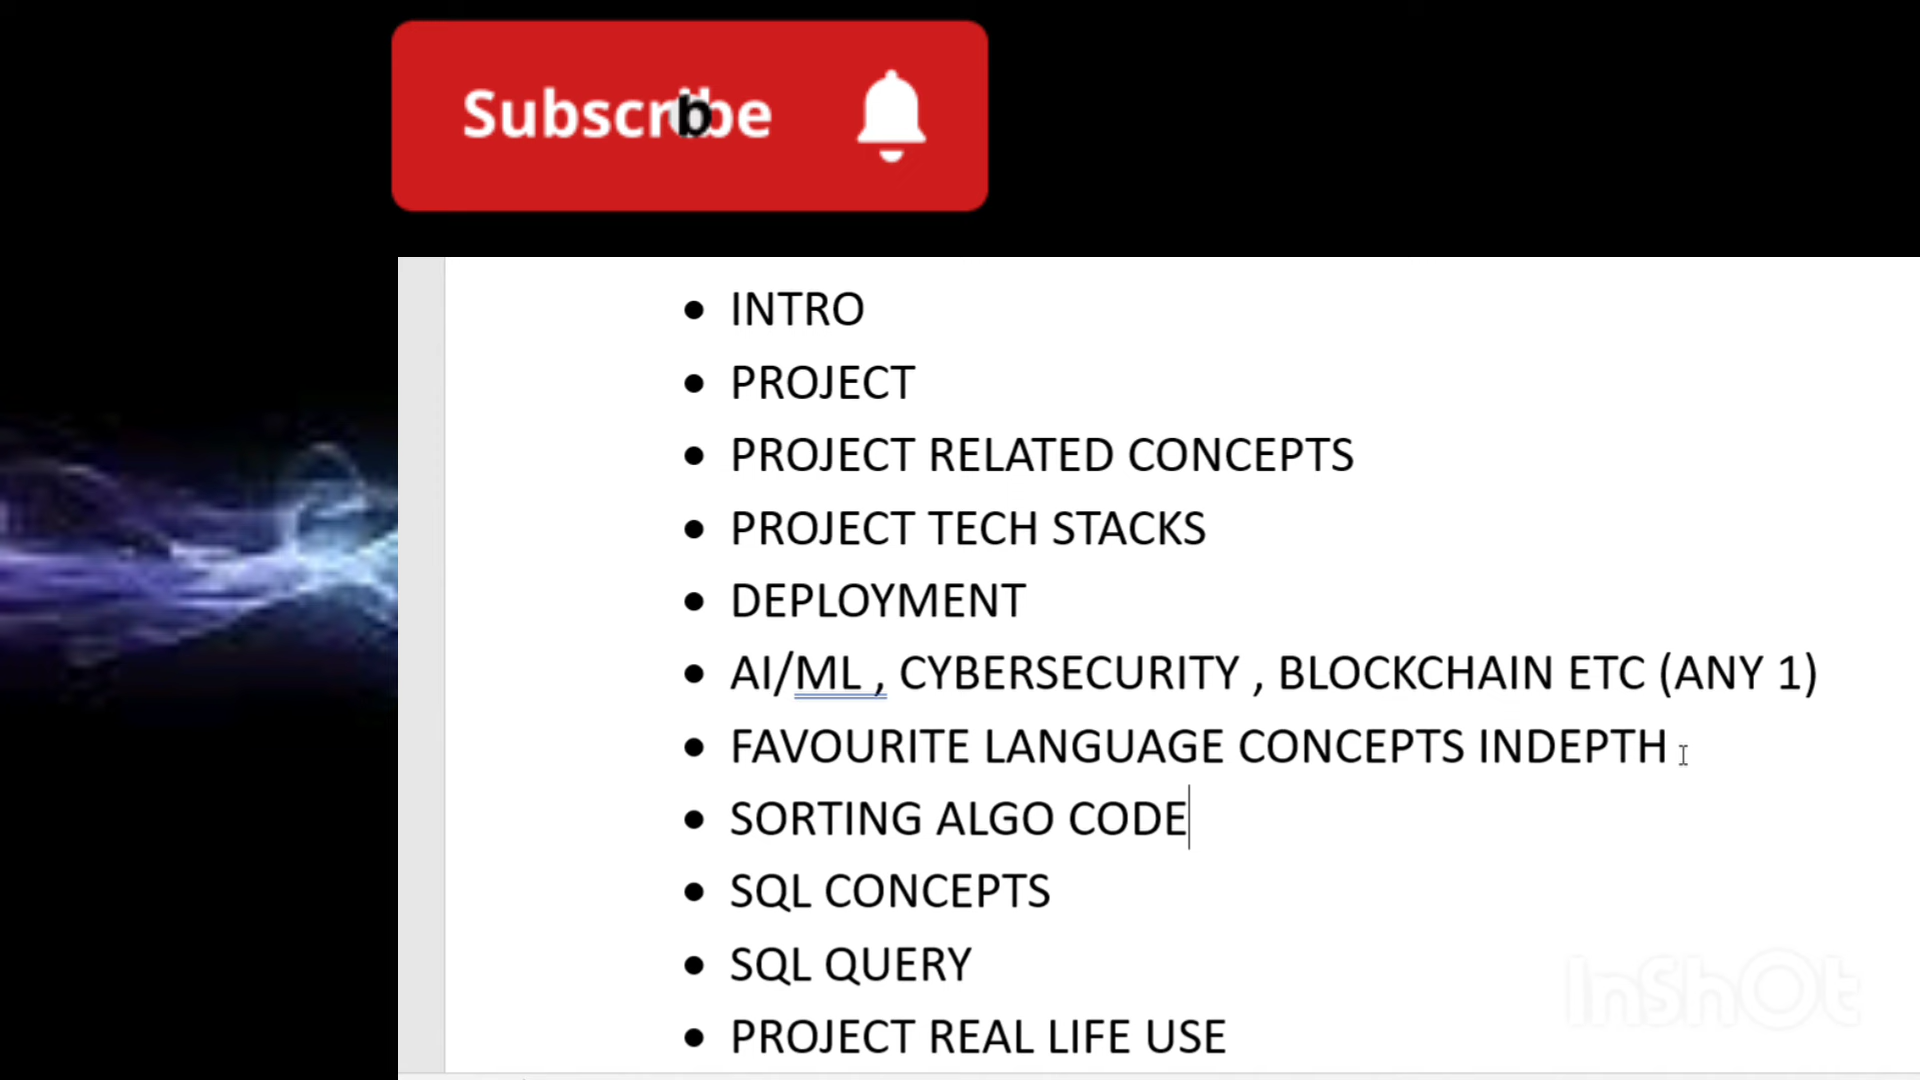 Subscribe
b
• INTRO
• PROJECT
• PROJECT RELATED CONCEPTS
• PROJECT TECH STACKS
• DEPLOYMENT
• AI/ML , CYBERSECURITY , BLOCKCHAIN ETC (ANY 1)
• FAVOURITE LANGUAGE CONCEPTS INDEPTH
• SORTING ALGO CODE
• SQL CONCEPTS
• SQL QUERY
• PROJECT REAL LIFE USE
InShOt